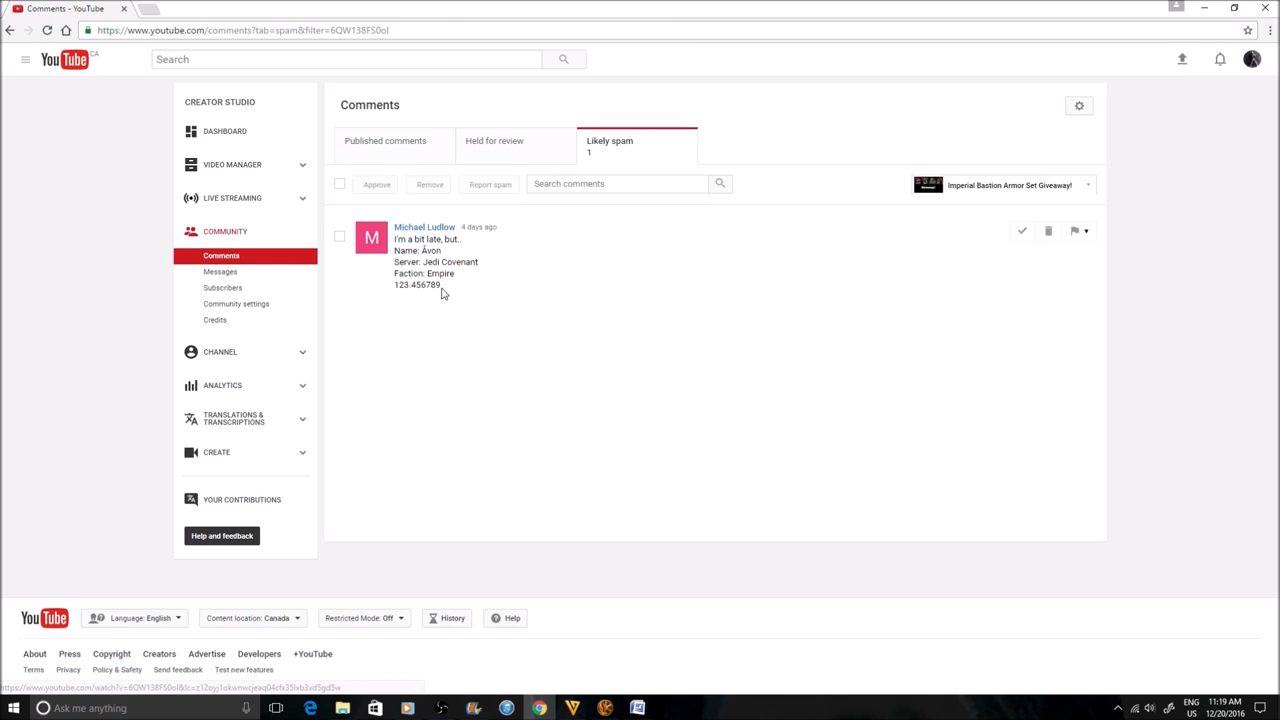 Comments - YouTube
https://www.youtube.com/comments?tab=spam&filter=6QW138FS0oI
YouTube CA
Search
CREATOR STUDIO
DASHBOARD
VIDEO MANAGER
LIVE STREAMING
COMMUNITY
Comments
Messages
Subscribers
Community settings
Credits
CHANNEL
ANALYTICS
TRANSLATIONS &
TRANSCRIPTIONS
CREATE
YOUR CONTRIBUTIONS
Help and feedback
Comments
Published comments
Held for review
Likely spam
1
Approve
Remove
Report spam
Search comments
Imperial Bastion Armor Set Giveaway!
M
Michael Ludlow 4 days ago
I'm a bit late, but..
Name: Ávon
Server: Jedi Covenant
Faction: Empire
123.456789
YouTube
Language: English
Content location: Canada
Restricted Mode: Off
History
Help
About Press Copyright Creators Advertise Developers +YouTube
Terms Privacy Policy & Safety Send feedback Test new features
Ask me anything
ENG
US
11:19 AM
12/20/2016